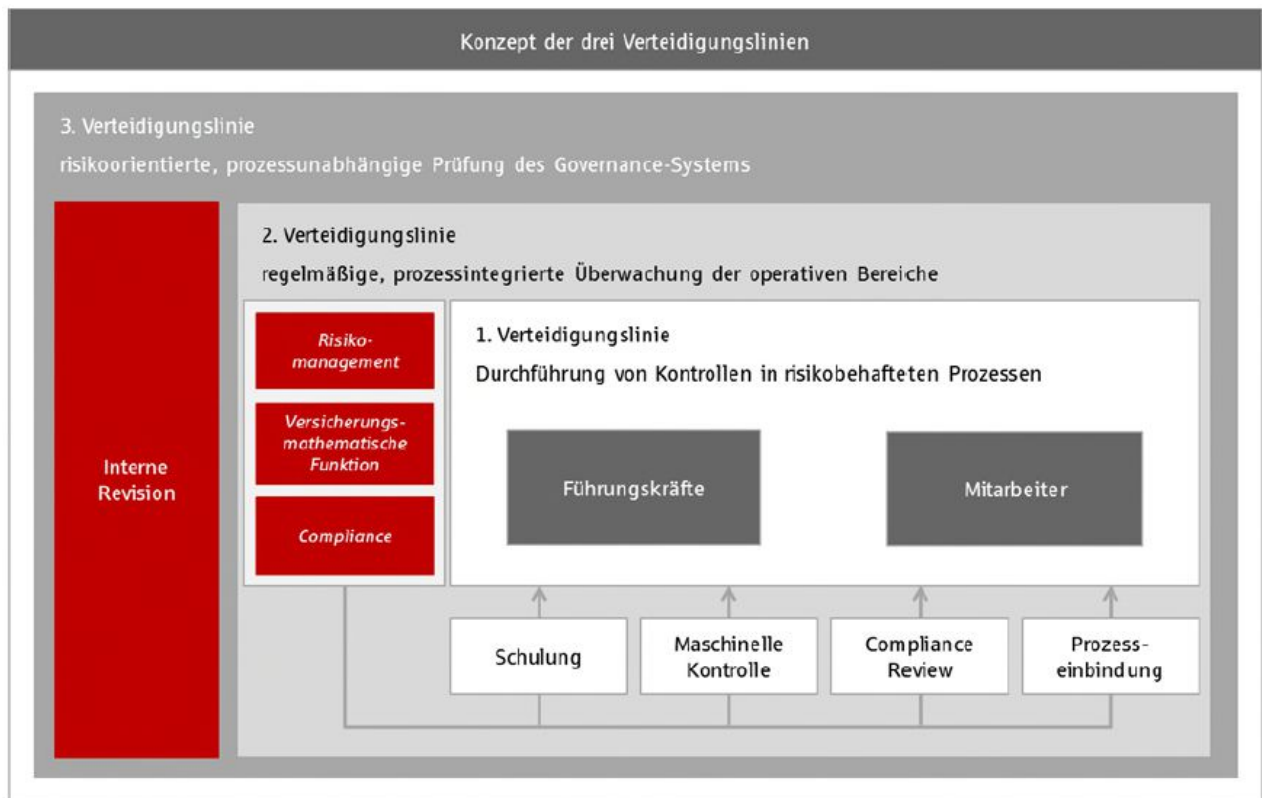 Konzept der drei Verteidigungslinien
3. Verteidigungslinie
risikoorientierte, prozessunabhängige Prüfung des Governance-Systems
Interne
Revision
2. Verteidigungslinie
regelmäßige, prozessintegrierte Überwachung der operativen Bereiche
Risiko-
management
Versicherungs-
mathematische
Funktion
Compliance
1. Verteidigungslinie
Durchführung von Kontrollen in risikobehafteten Prozessen
Führungskräfte
Mitarbeiter
Schulung
Maschinelle
Kontrolle
Compliance
Review
Prozess-
einbindung